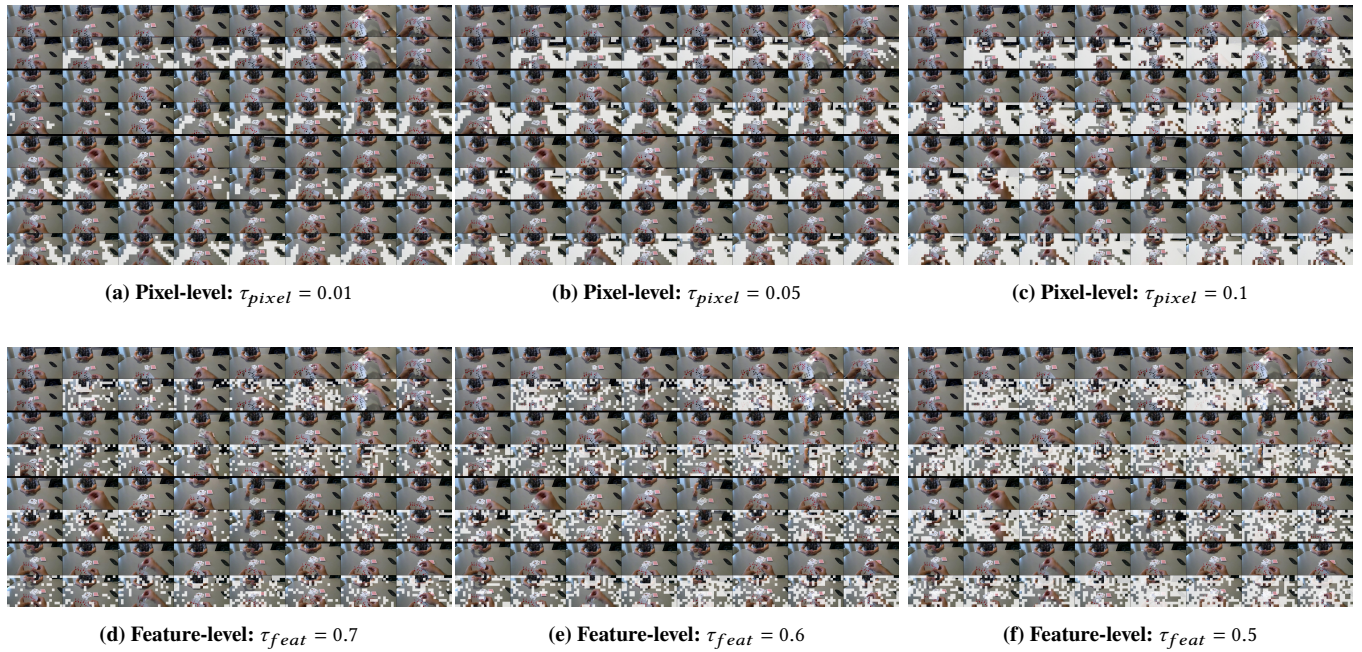 (a) Pixel-level: τ_pixel = 0.01
(b) Pixel-level: τ_pixel = 0.05
(c) Pixel-level: τ_pixel = 0.1
(d) Feature-level: τ_feat = 0.7
(e) Feature-level: τ_feat = 0.6
(f) Feature-level: τ_feat = 0.5